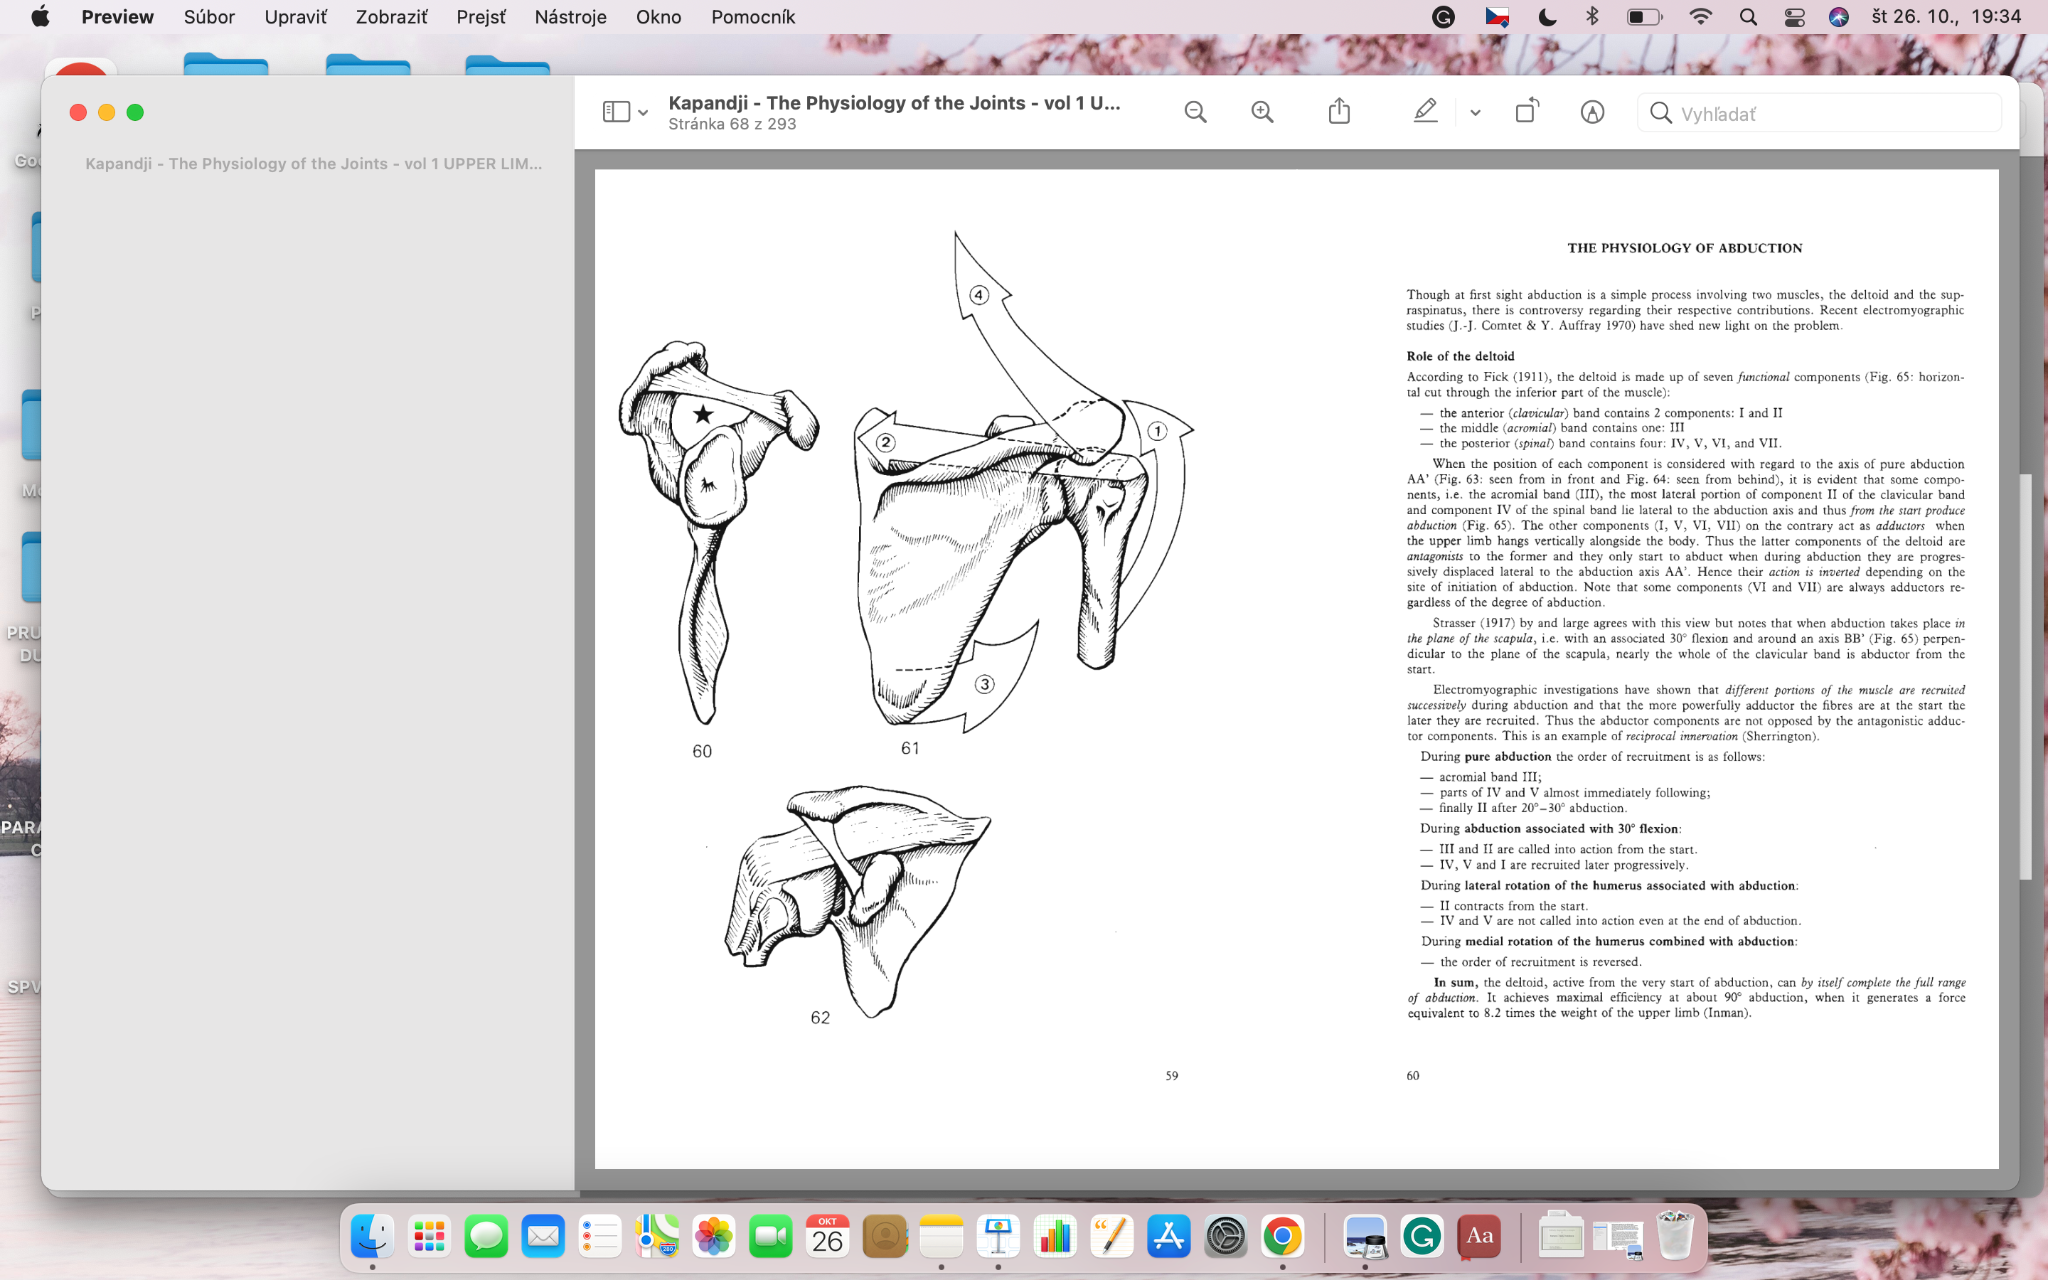 Preview Súbor Upraviť Zobraziť Prejsť Nástroje Okno Pomocník
št 26. 10., 19:34
Kapandji - The Physiology of the Joints - vol 1 U...
Stránka 68 z 293
Vyhľadať
Kapandji - The Physiology of the Joints - vol 1 UPPER LIM...
PRU
DU
PARA
SPV
4
1
2
3
60
61
62
59
THE PHYSIOLOGY OF ABDUCTION
Though at first sight abduction is a simple process involving two muscles, the deltoid and the sup-
raspinatus, there is controversy regarding their respective contributions. Recent electromyographic
studies (J.-J. Comtet & Y. Auffray 1970) have shed new light on the problem.
Role of the deltoid
According to Fick (1911), the deltoid is made up of seven functional components (Fig. 65: horizon-
tal cut through the inferior part of the muscle):
— the anterior (clavicular) band contains 2 components: I and II
— the middle (acromial) band contains one: III
— the posterior (spinal) band contains four: IV, V, VI, and VII.
When the position of each component is considered with regard to the axis of pure abduction
AA' (Fig. 63: seen from in front and Fig. 64: seen from behind), it is evident that some compo-
nents, i.e. the acromial band (III), the most lateral portion of component II of the clavicular band
and component IV of the spinal band lie lateral to the abduction axis and thus from the start produce
abduction (Fig. 65). The other components (I, V, VI, VII) on the contrary act as adductors when
the upper limb hangs vertically alongside the body. Thus the latter components of the deltoid are
antagonists to the former and they only start to abduct when during abduction they are progres-
sively displaced lateral to the abduction axis AA'. Hence their action is inverted depending on the
site of initiation of abduction. Note that some components (VI and VII) are always adductors re-
gardless of the degree of abduction.
Strasser (1917) by and large agrees with this view but notes that when abduction takes place in
the plane of the scapula, i.e. with an associated 30° flexion and around an axis BB' (Fig. 65) perpen-
dicular to the plane of the scapula, nearly the whole of the clavicular band is abductor from the
start.
Electromyographic investigations have shown that different portions of the muscle are recruited
successively during abduction and that the more powerfully adductor the fibres are at the start the
later they are recruited. Thus the abductor components are not opposed by the antagonistic adduc-
tor components. This is an example of reciprocal innervation (Sherrington).
During pure abduction the order of recruitment is as follows:
— acromial band III;
— parts of IV and V almost immediately following;
— finally II after 20°–30° abduction.
During abduction associated with 30° flexion:
— III and II are called into action from the start.
— IV, V and I are recruited later progressively.
During lateral rotation of the humerus associated with abduction:
— II contracts from the start.
— IV and V are not called into action even at the end of abduction.
During medial rotation of the humerus combined with abduction:
— the order of recruitment is reversed.
In sum, the deltoid, active from the very start of abduction, can by itself complete the full range
of abduction. It achieves maximal efficiency at about 90° abduction, when it generates a force
equivalent to 8.2 times the weight of the upper limb (Inman).
60
OKT
26
280
Aa